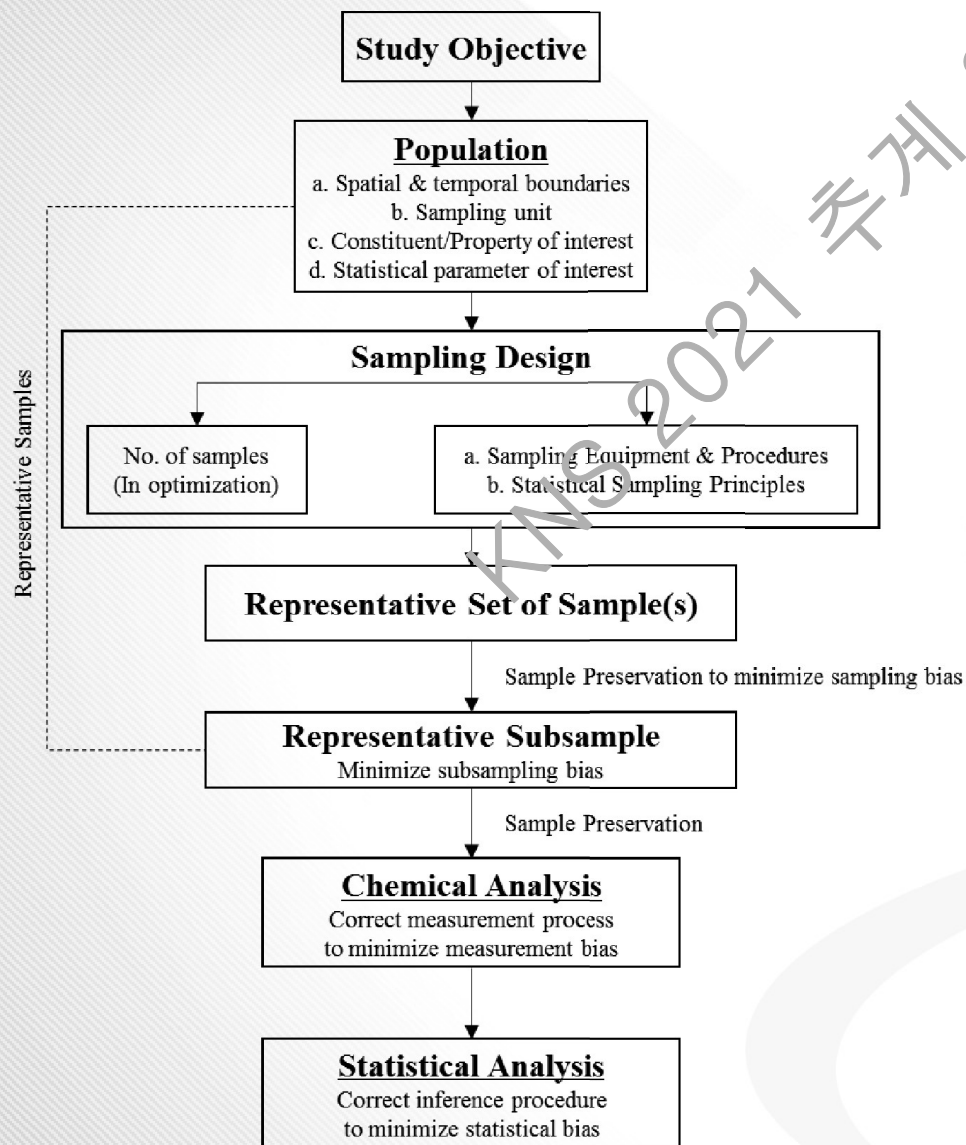 Study Objective
Population
a. Spatial & temporal boundaries
b. Sampling unit
c. Constituent/Property of interest
d. Statistical parameter of interest
Sampling Design
No. of samples
(In optimization)
a. Sampling Equipment & Procedures
b. Statistical Sampling Principles
Representative Set of Sample(s)
Sample Preservation to minimize sampling bias
Representative Subsample
Minimize subsampling bias
Sample Preservation
Chemical Analysis
Correct measurement process
to minimize measurement bias
Statistical Analysis
Correct inference procedure
to minimize statistical bias
Representative Samples
KNS 2021 추계